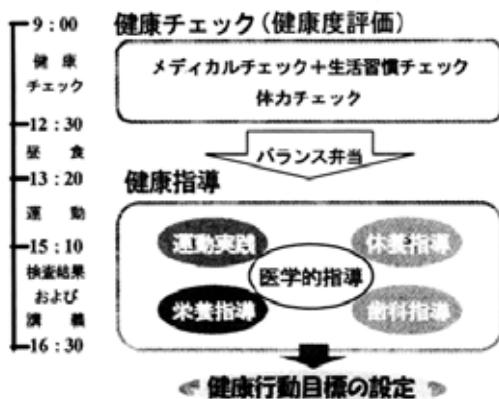 9：00
健康
チェック
12：30
昼食
13：20
運動
15：10
検査結果
および
講義
16：30
健康チェック（健康度評価）
メディカルチェック＋生活習慣チェック
体力チェック
バランス弁当
健康指導
運動実践
休養指導
医学的指導
栄養指導
歯科指導
健康行動目標の設定